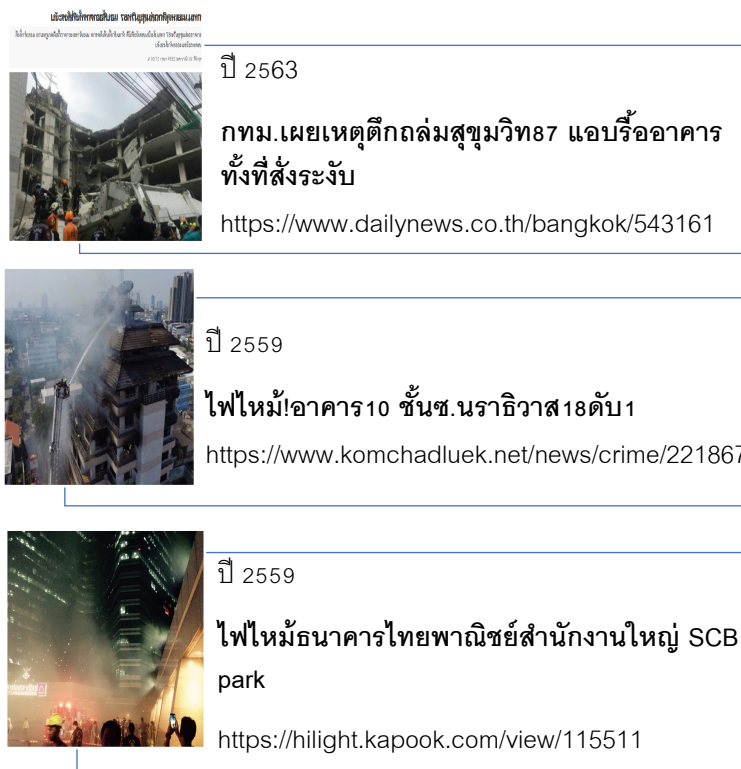 ปี 2563
กทม.เผยเหตุตึกถล่มสุขุมวิท87 แอบรื้ออาคาร
ทั้งที่สั่งระงับ
https://www.dailynews.co.th/bangkok/543161
ปี 2559
ไฟไหม้!อาคาร10 ชั้นซ.นราธิวาส18ดับ1
https://www.komchadluek.net/news/crime/221867
ปี 2559
ไฟไหม้ธนาคารไทยพาณิชย์สำนักงานใหญ่ SCB
park
https://hilight.kapook.com/view/115511